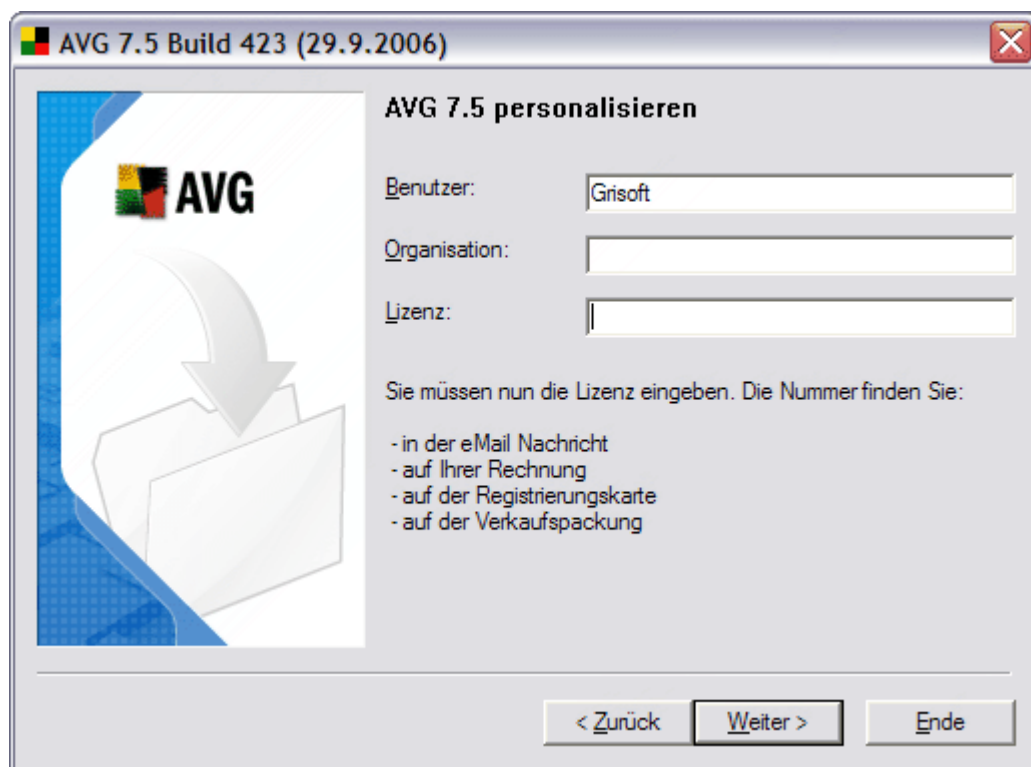 AVG 7.5 Build 423 (29.9.2006)
AVG
AVG 7.5 personalisieren
Benutzer: Grisoft
Organisation:
Lizenz:
Sie müssen nun die Lizenz eingeben. Die Nummer finden Sie:
- in der eMail Nachricht
- auf Ihrer Rechnung
- auf der Registrierungskarte
- auf der Verkaufspackung
< Zurück Weiter > Ende